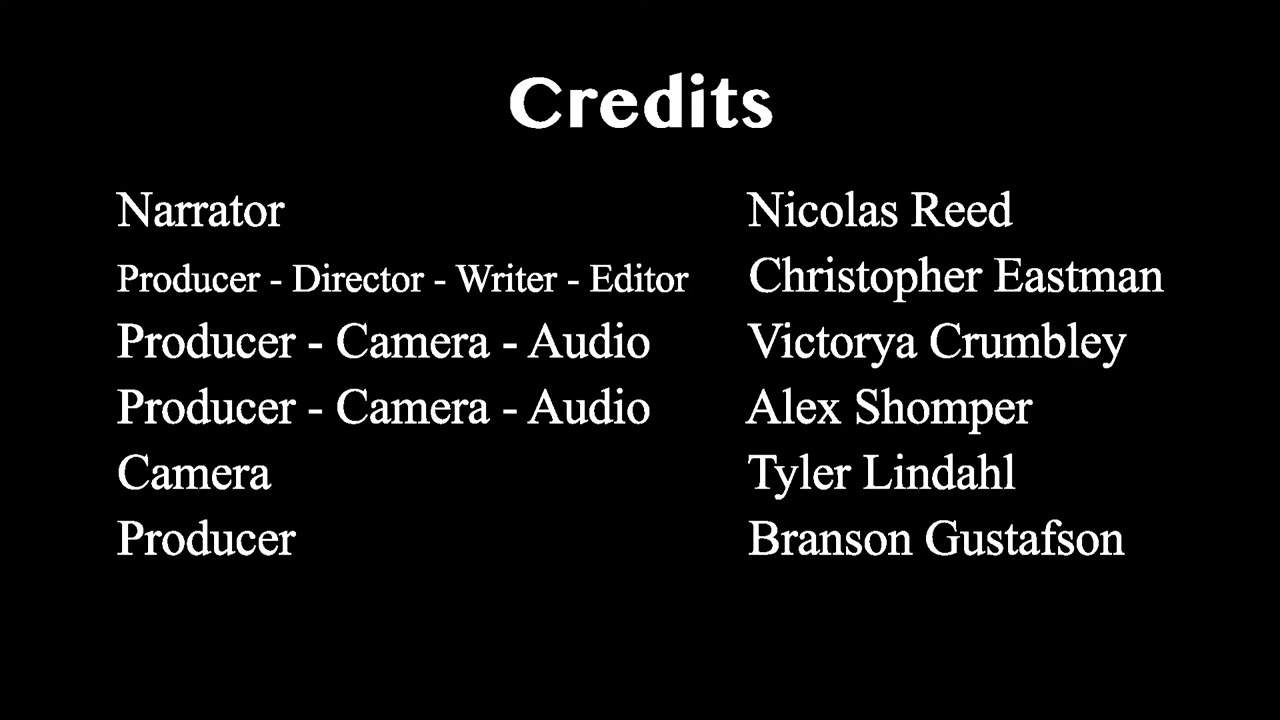 Credits
Narrator Nicolas Reed
Producer - Director - Writer - Editor Christopher Eastman
Producer - Camera - Audio Victorya Crumbley
Producer - Camera - Audio Alex Shomper
Camera Tyler Lindahl
Producer Branson Gustafson